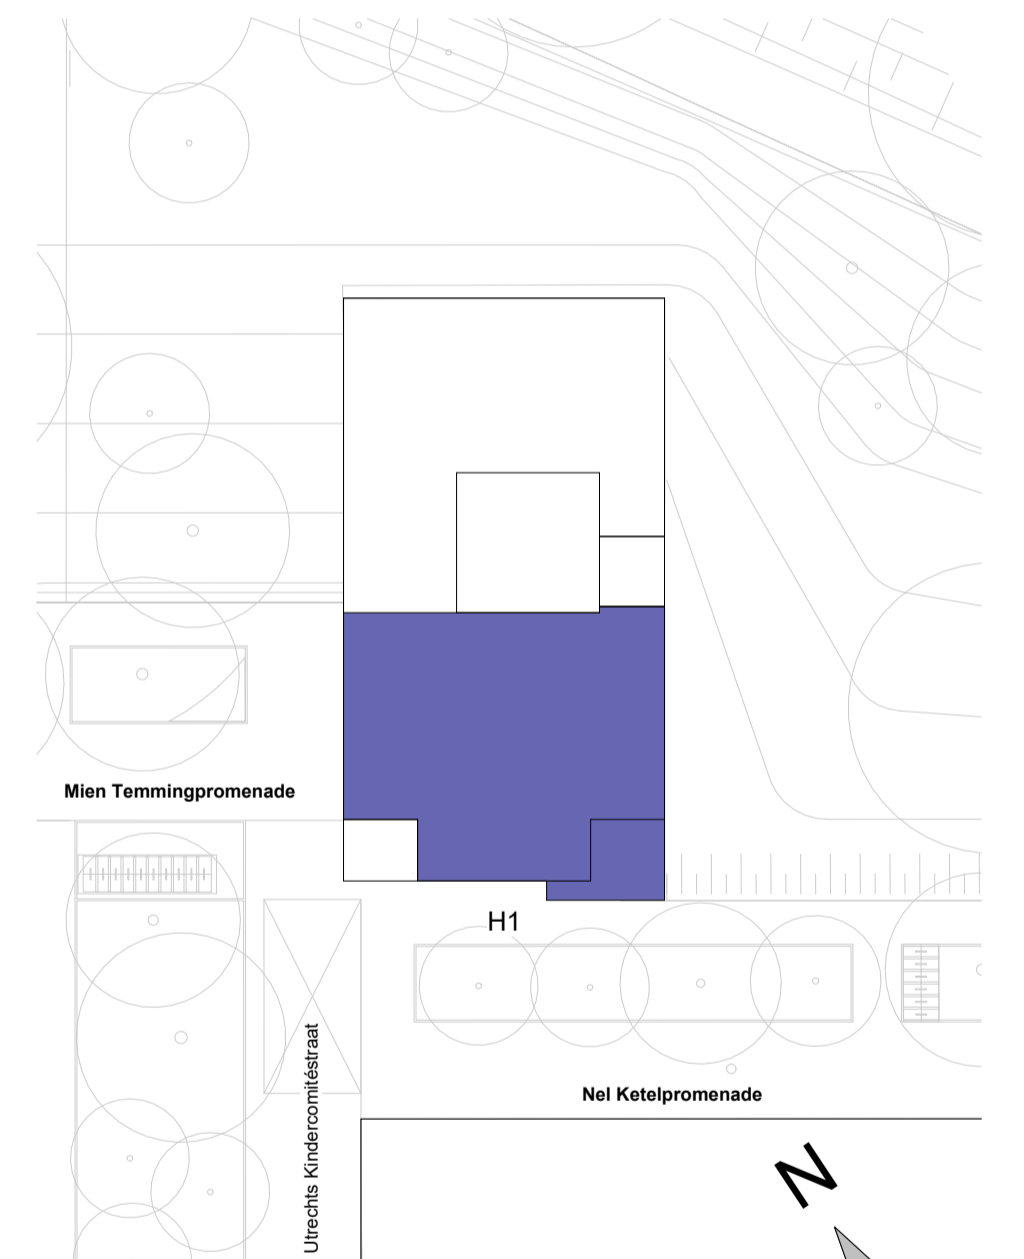 Mien Temmingpromenade
H1
Utrechts Kindercomitéstraat
Nel Ketelpromenade
N